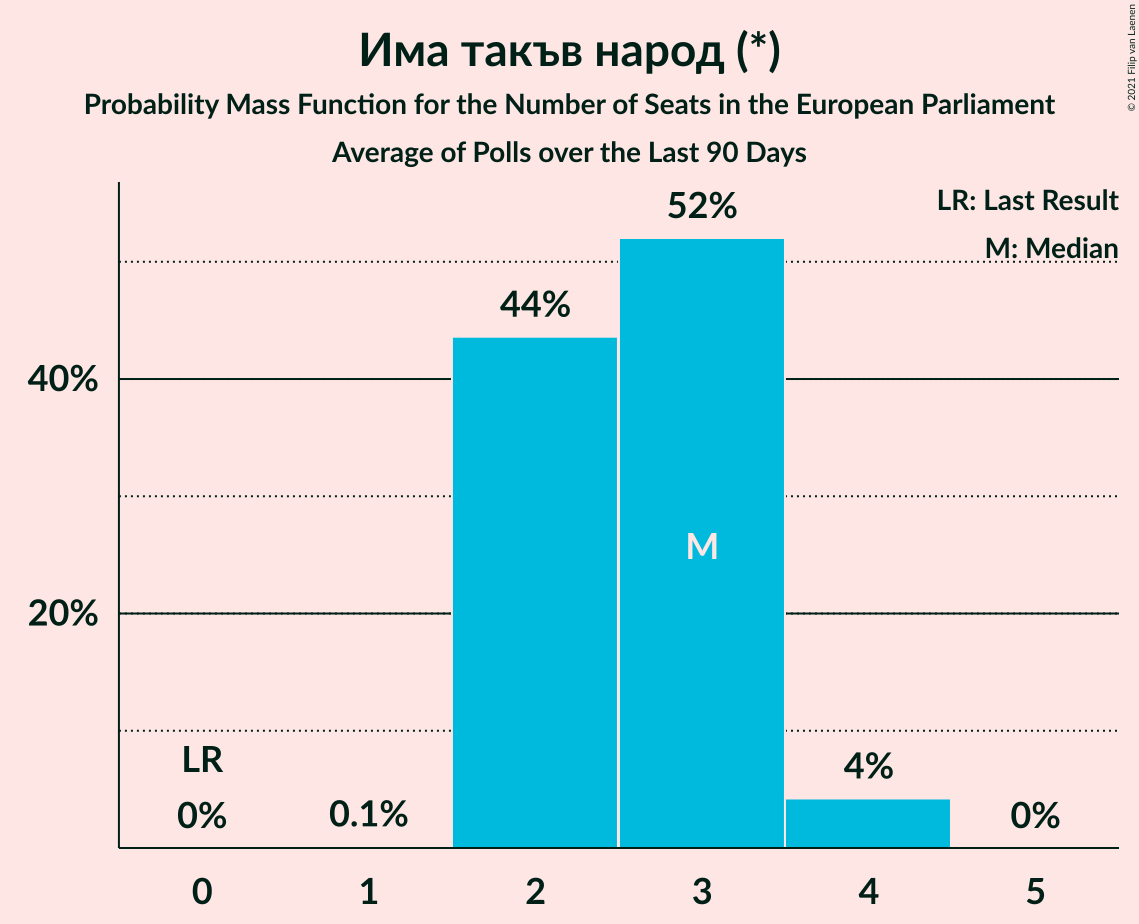 Има такъв народ (*)
Probability Mass Function for the Number of Seats in the European Parliament
Average of Polls over the Last 90 Days
© 2021 Filip van Laenen
LR: Last Result
M: Median
52%
44%
40%
M
20%
LR
4%
0%
0.1%
0%
0 1 2 3 4 5